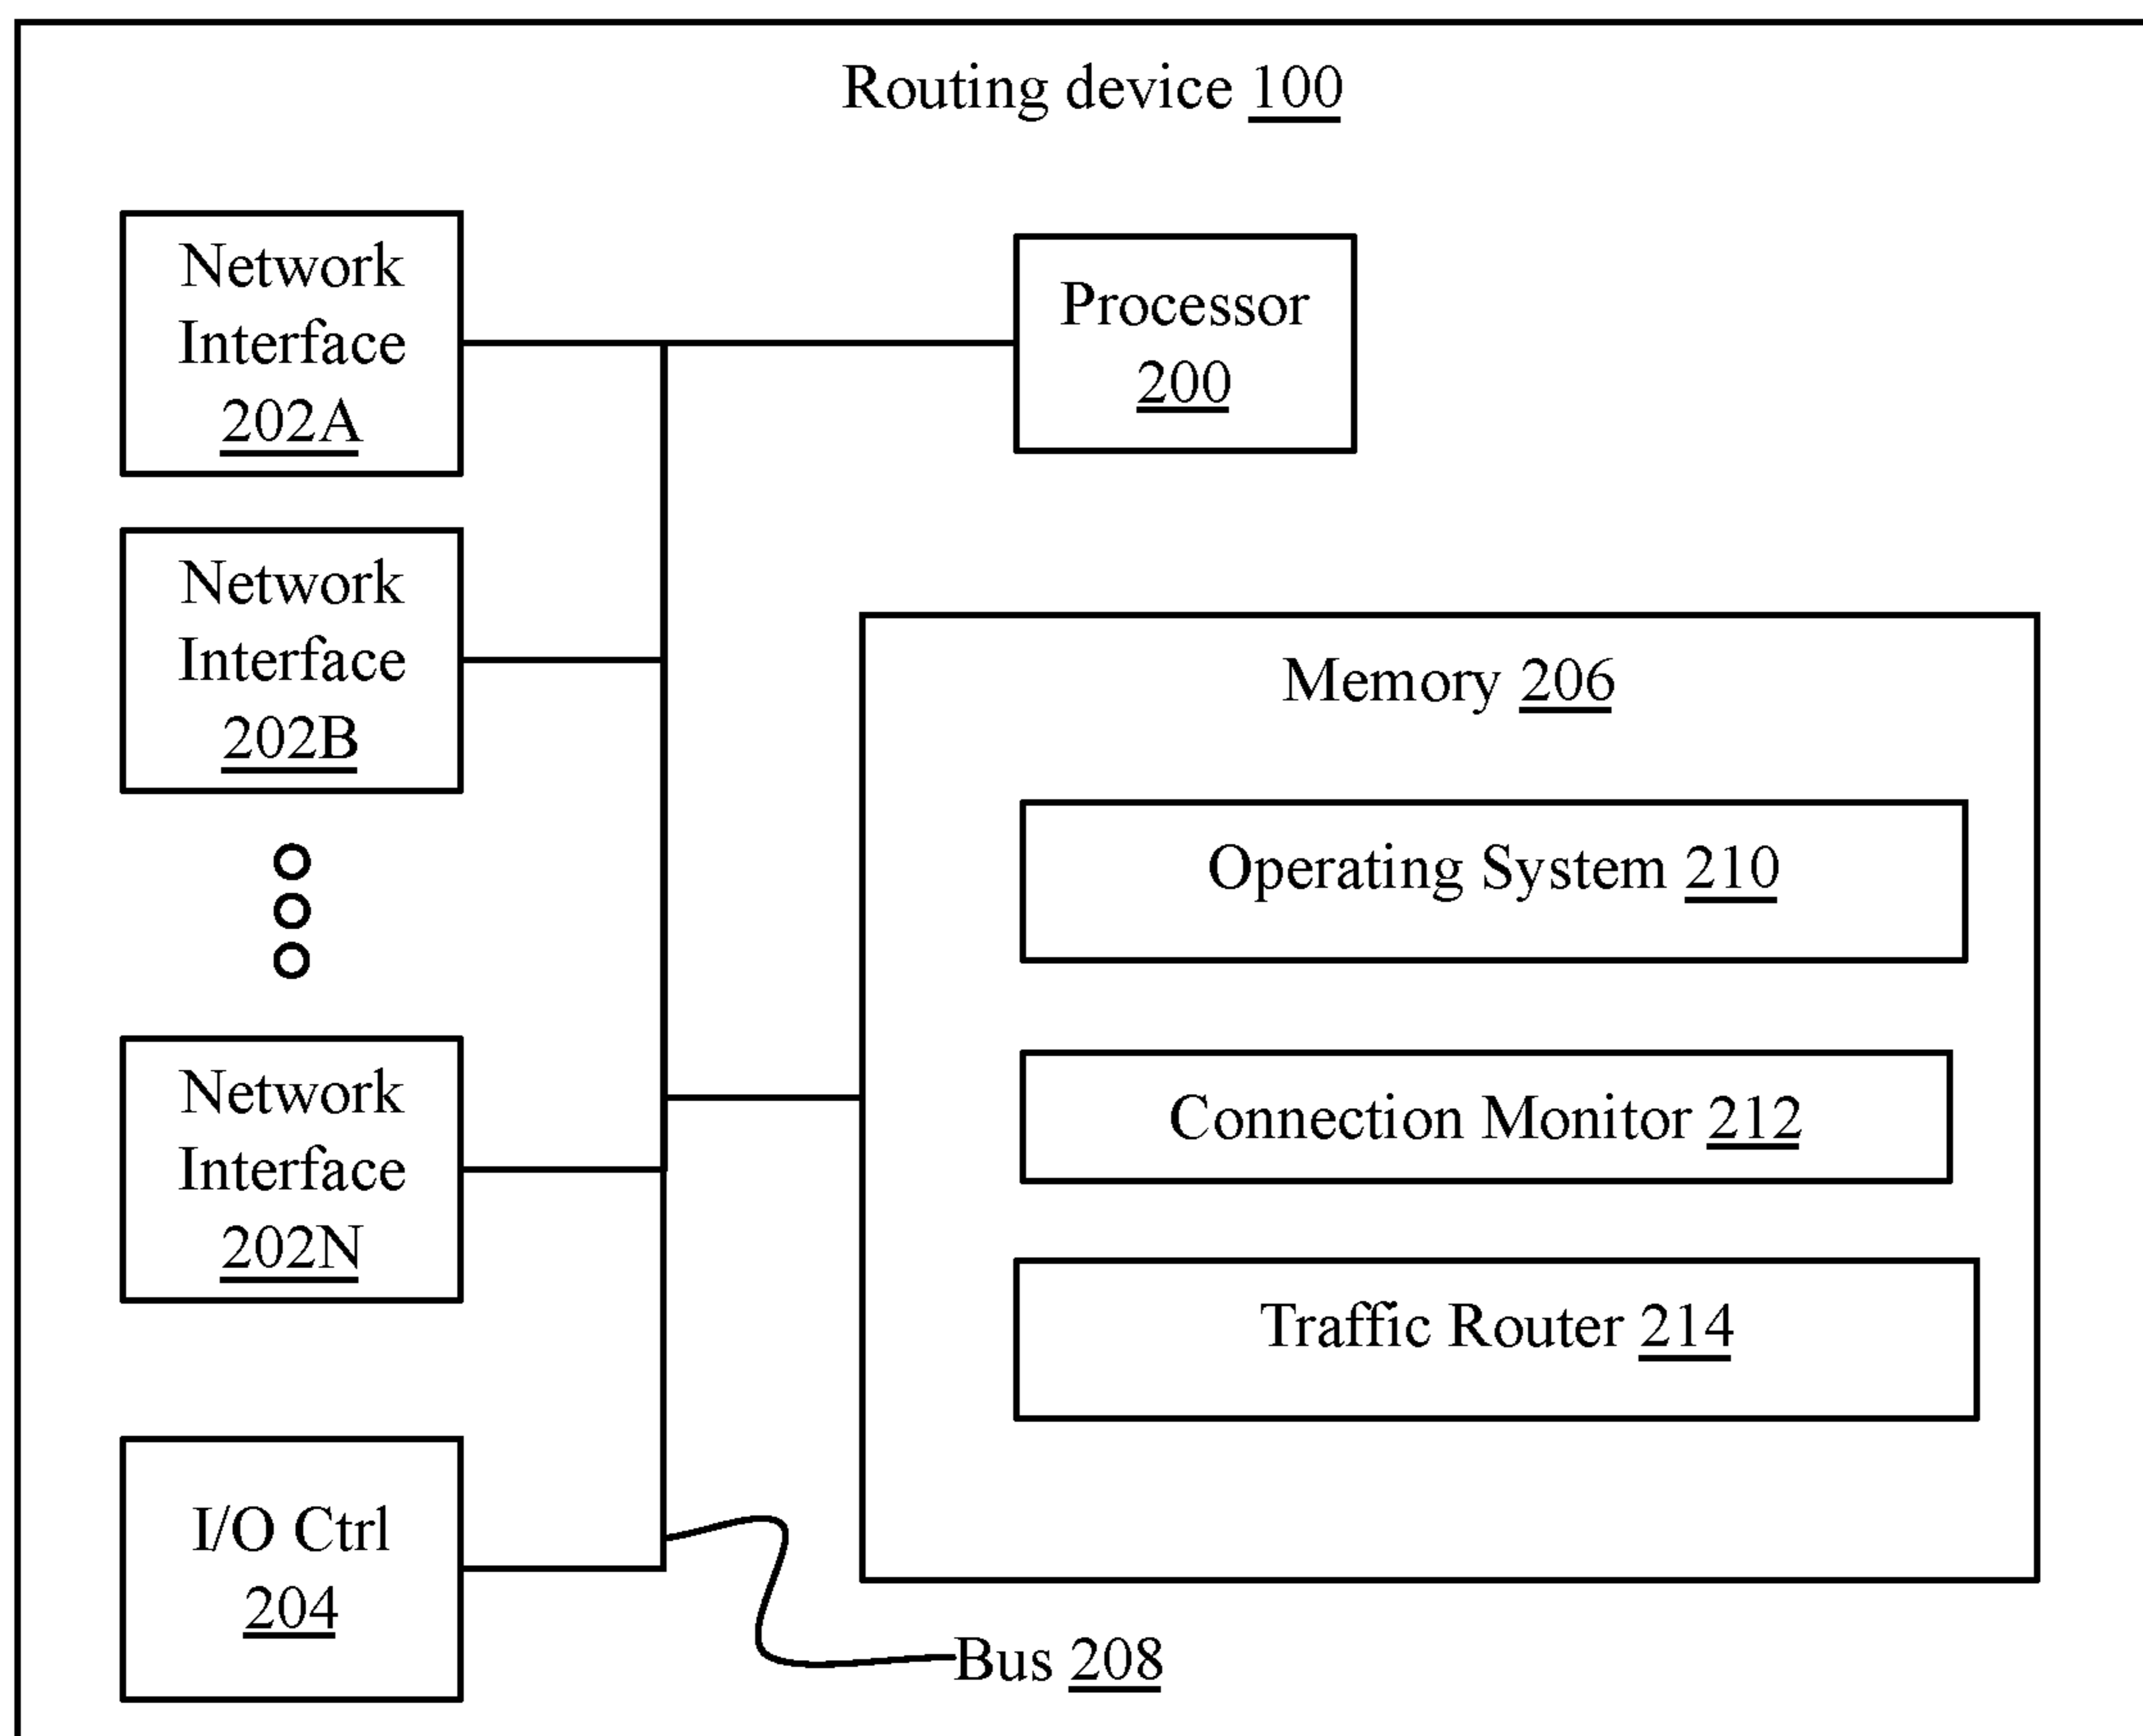 Routing device 100
Network
Interface
202A
Processor
200
Network
Interface
202B
Memory 206
Operating System 210
Network
Interface
202N
Connection Monitor 212
Traffic Router 214
I/O Ctrl
204
Bus 208